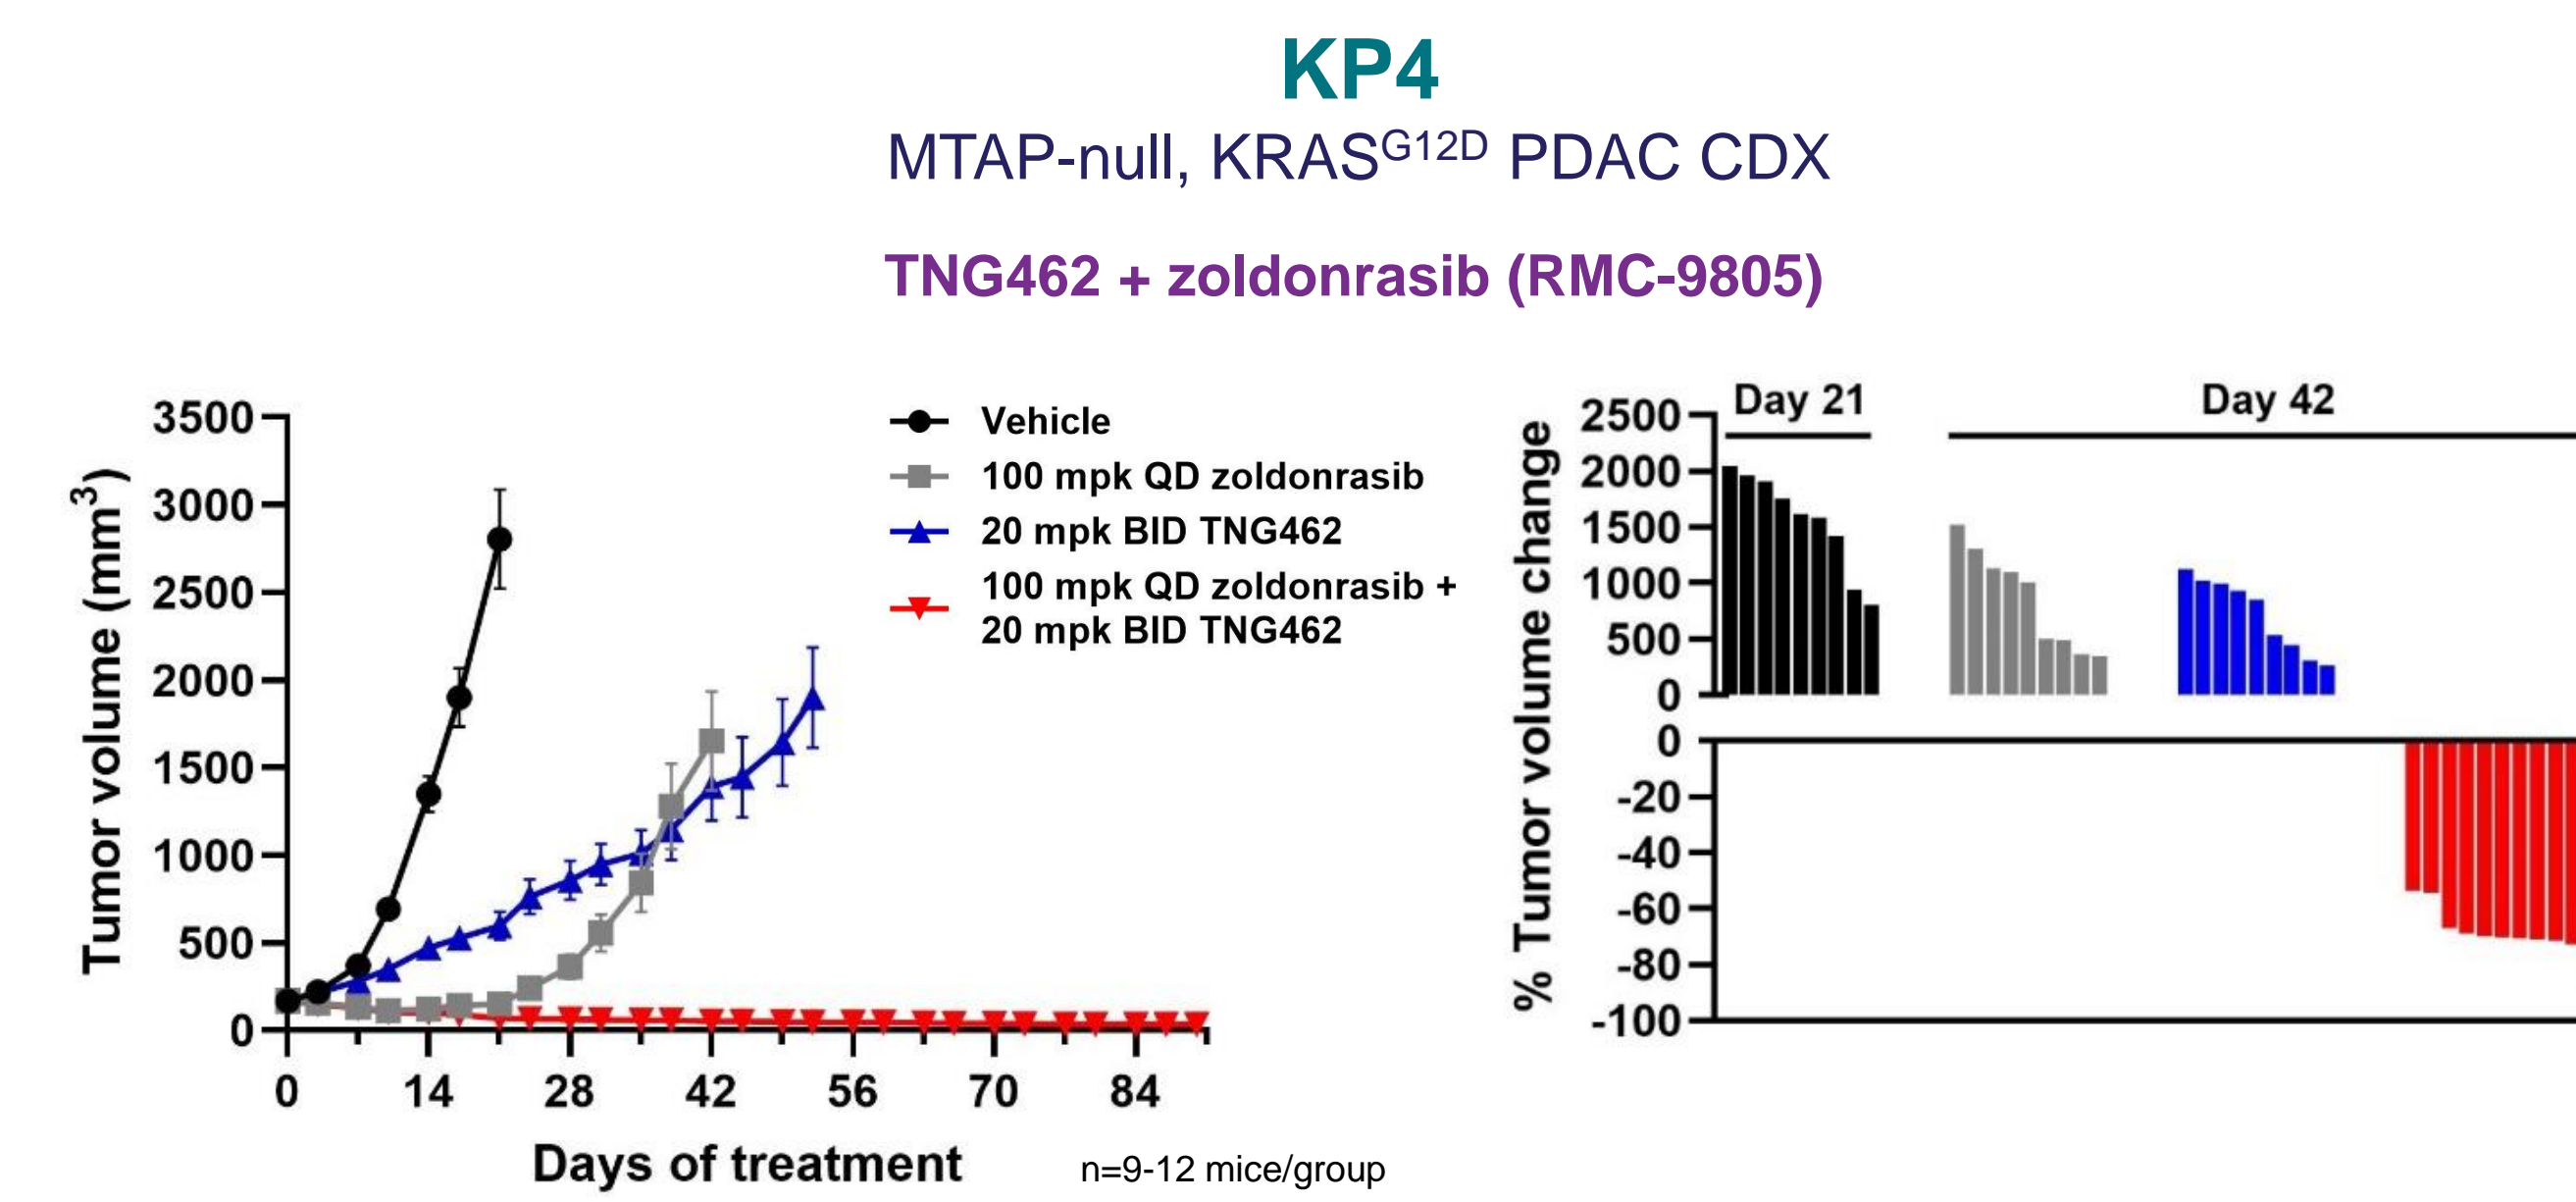 KP4
MTAP-null, KRAS^G12D PDAC CDX
TNG462 + zoldonrasib (RMC-9805)
Tumor volume (mm³)
3500
3000
2500
2000
1500
1000
500
0
0 14 28 42 56 70 84
Days of treatment
n=9-12 mice/group
Vehicle
100 mpk QD zoldonrasib
20 mpk BID TNG462
100 mpk QD zoldonrasib +
20 mpk BID TNG462
% Tumor volume change
Day 21 Day 42
2500
2000
1500
1000
500
0
0
-20
-40
-60
-80
-100